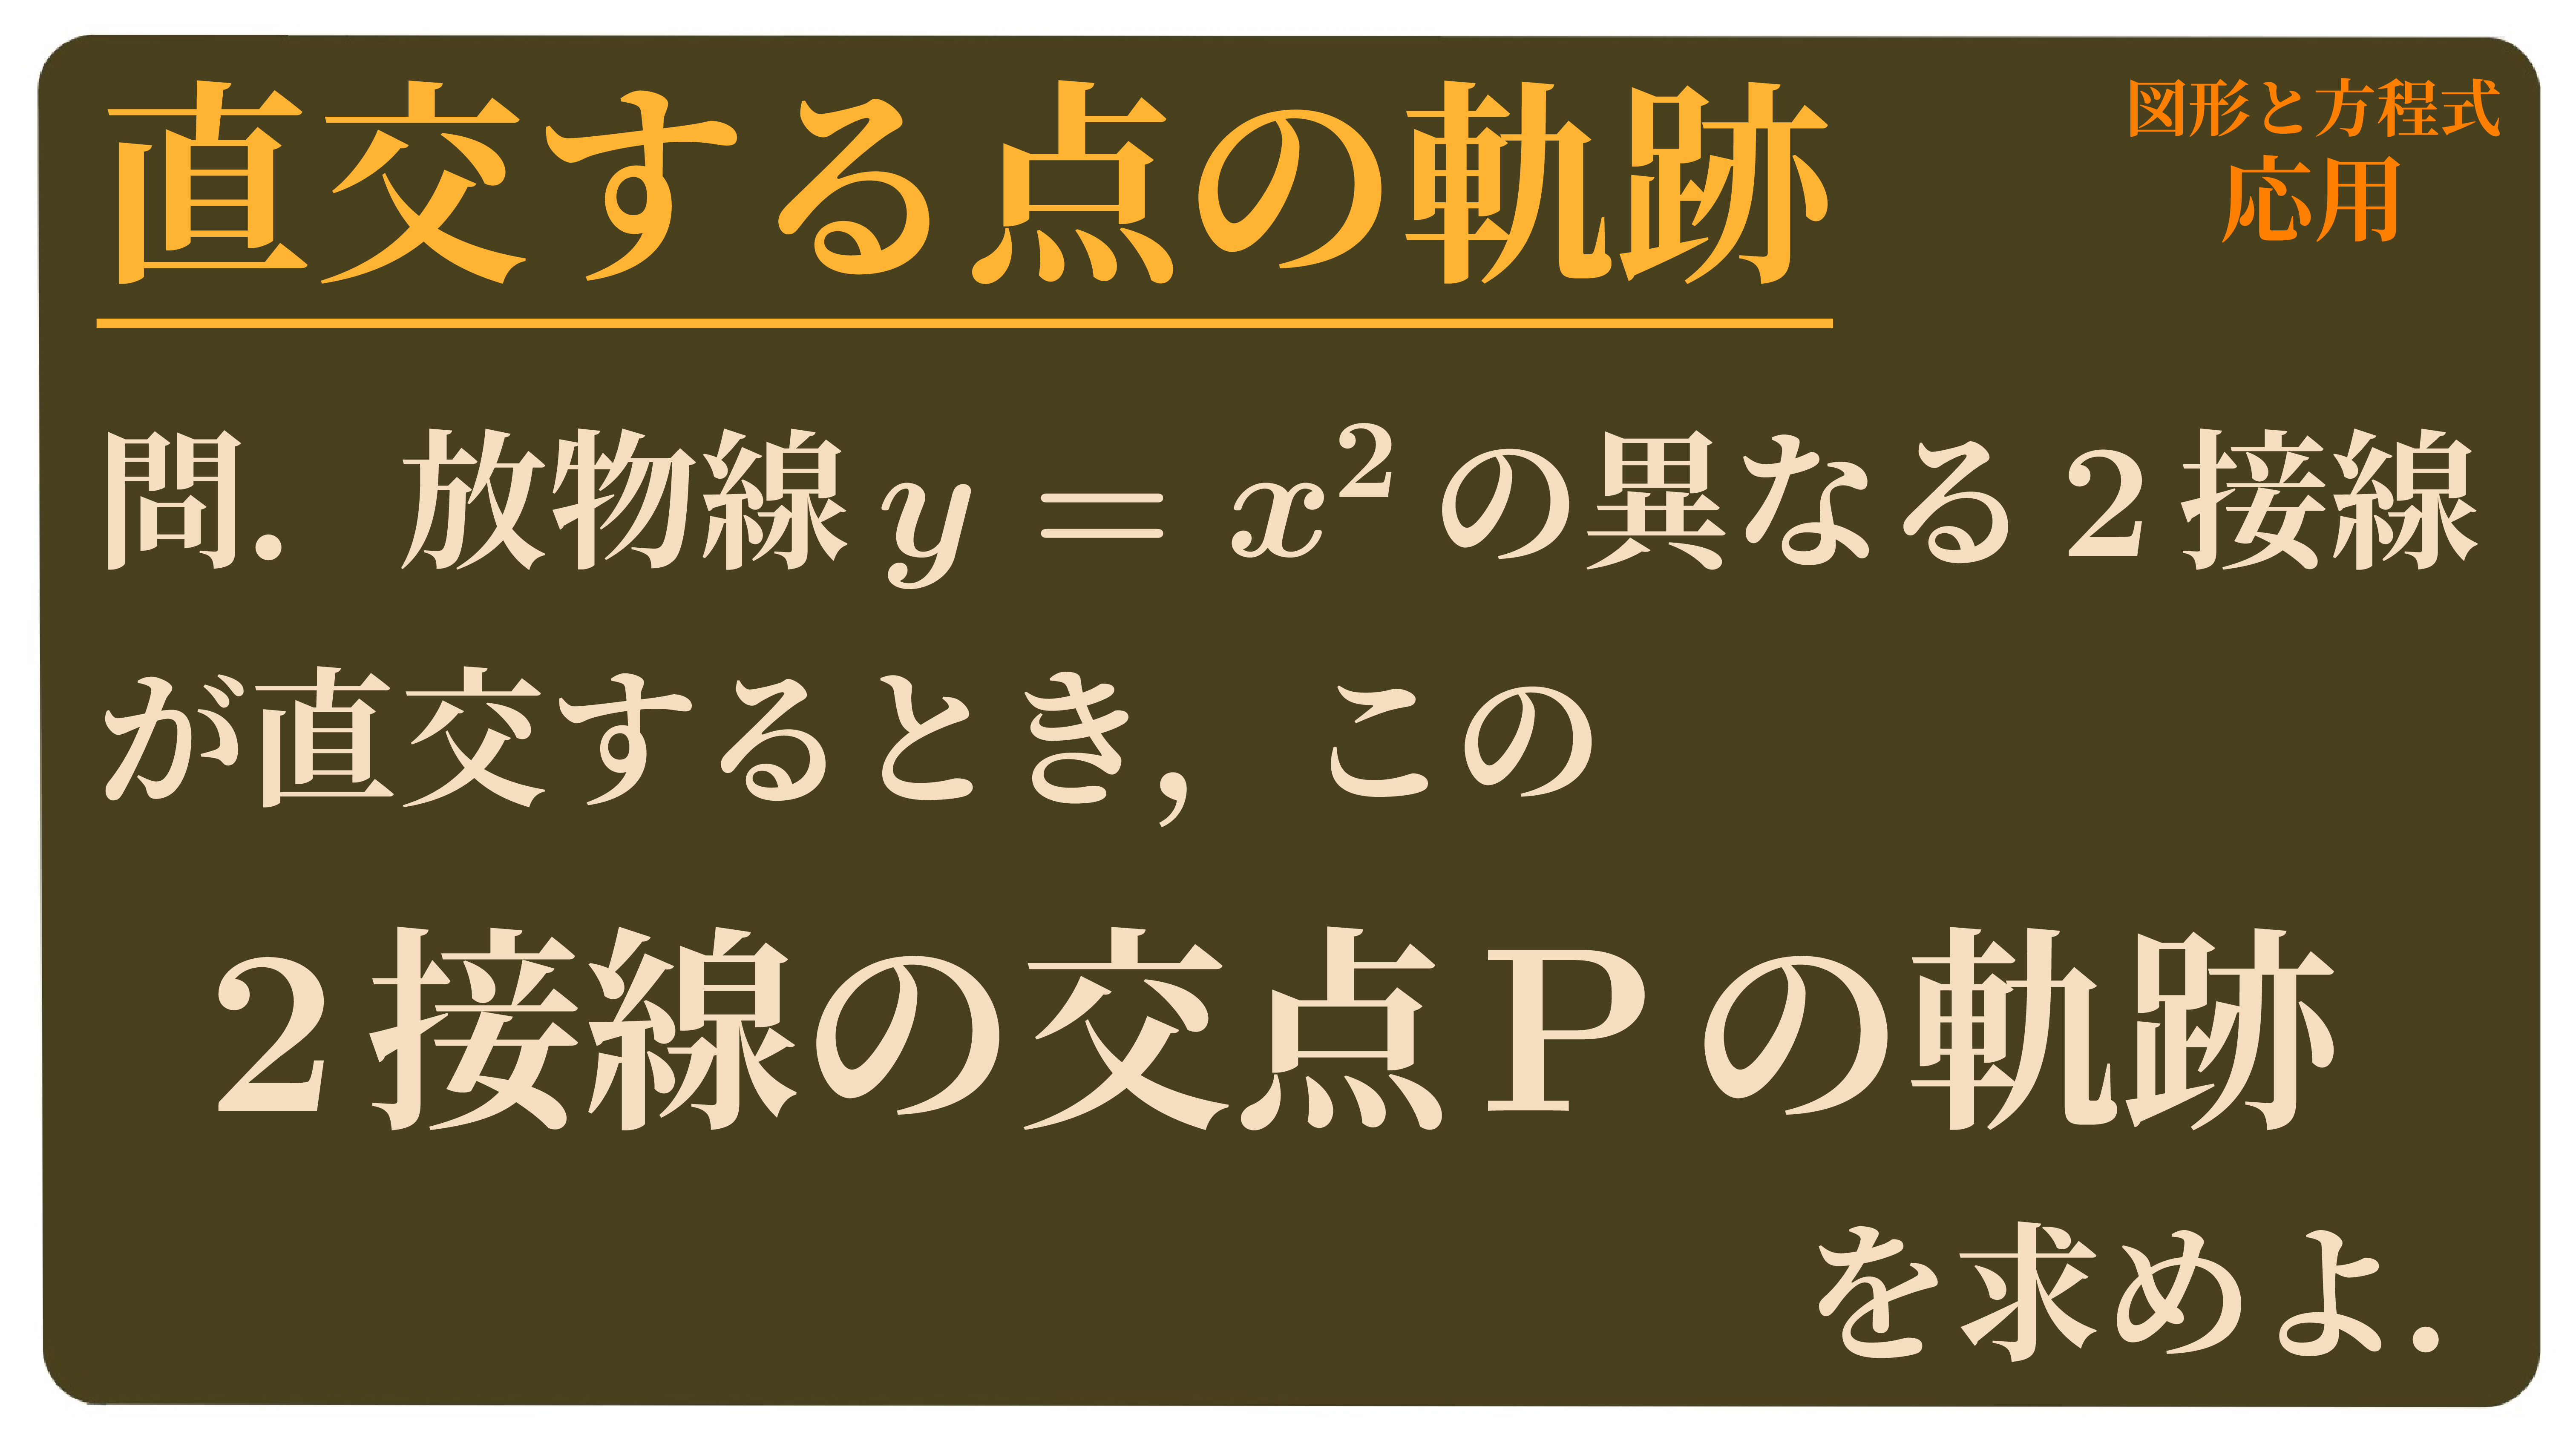 直交する点の軌跡
図形と方程式
応用
問. 放物線 y = x² の異なる 2 接線
が直交するとき, この
2 接線の交点 P の軌跡
を求めよ.